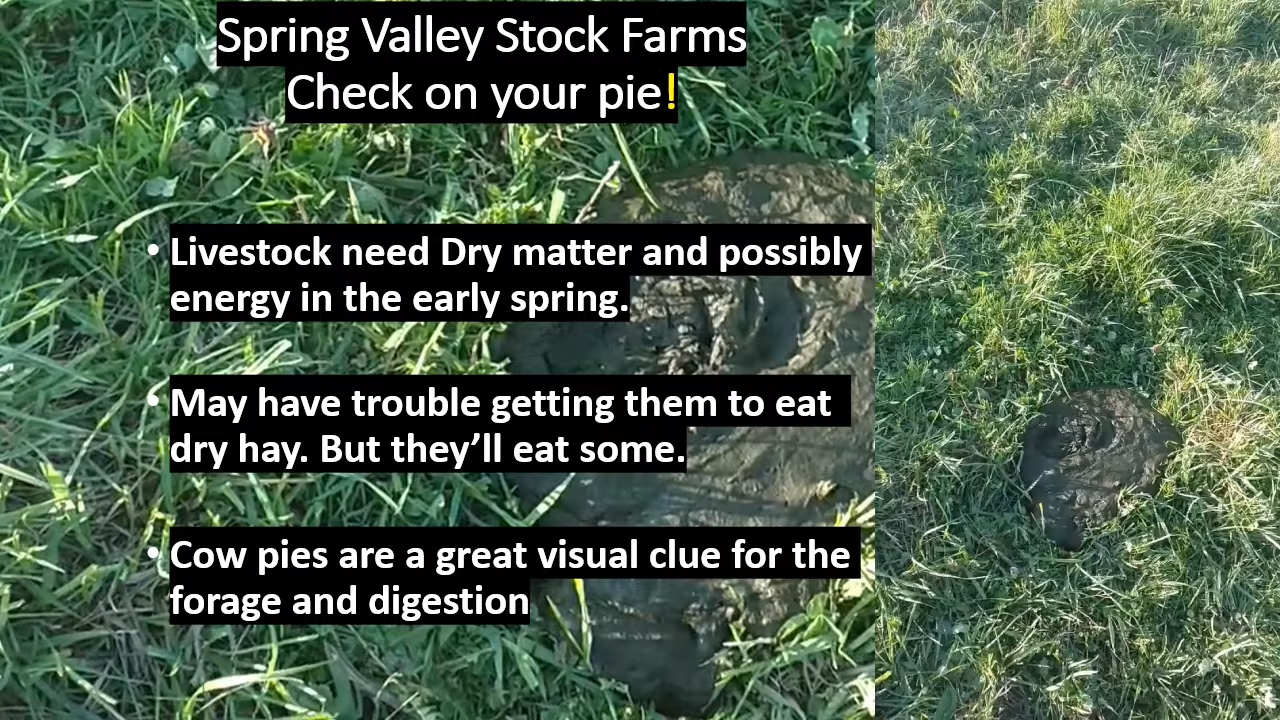 Spring Valley Stock Farms
Check on your pie!
• Livestock need Dry matter and possibly
energy in the early spring.
• May have trouble getting them to eat
dry hay. But they’ll eat some.
• Cow pies are a great visual clue for the
forage and digestion